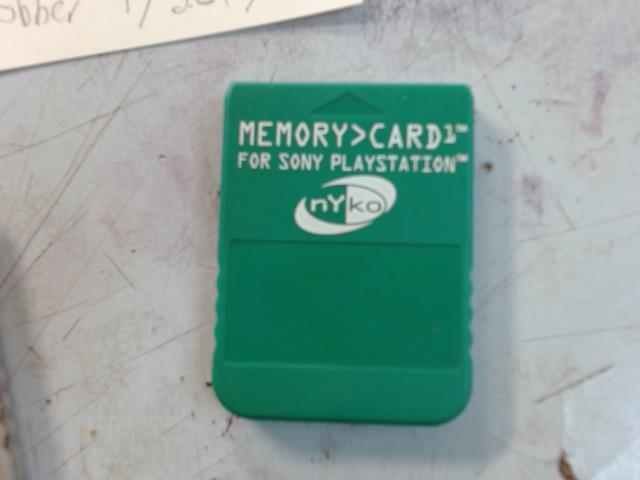 MEMORY>CARD1™
FOR SONY PLAYSTATION™
nYko